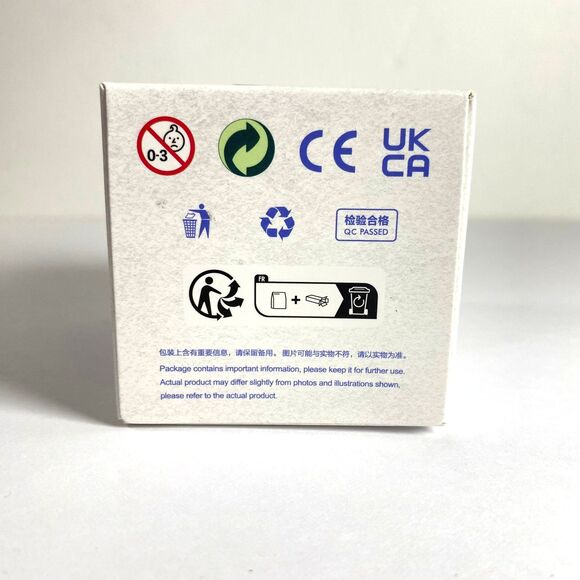 0-3
CE
UK
CA
检验合格
QC PASSED
FR
+
包装上含有重要信息，请保留备用。图片可能与实物不符，请以实物为准。
Package contains important information, please keep it for further use.
Actual product may differ slightly from photos and illustrations shown,
please refer to the actual product.